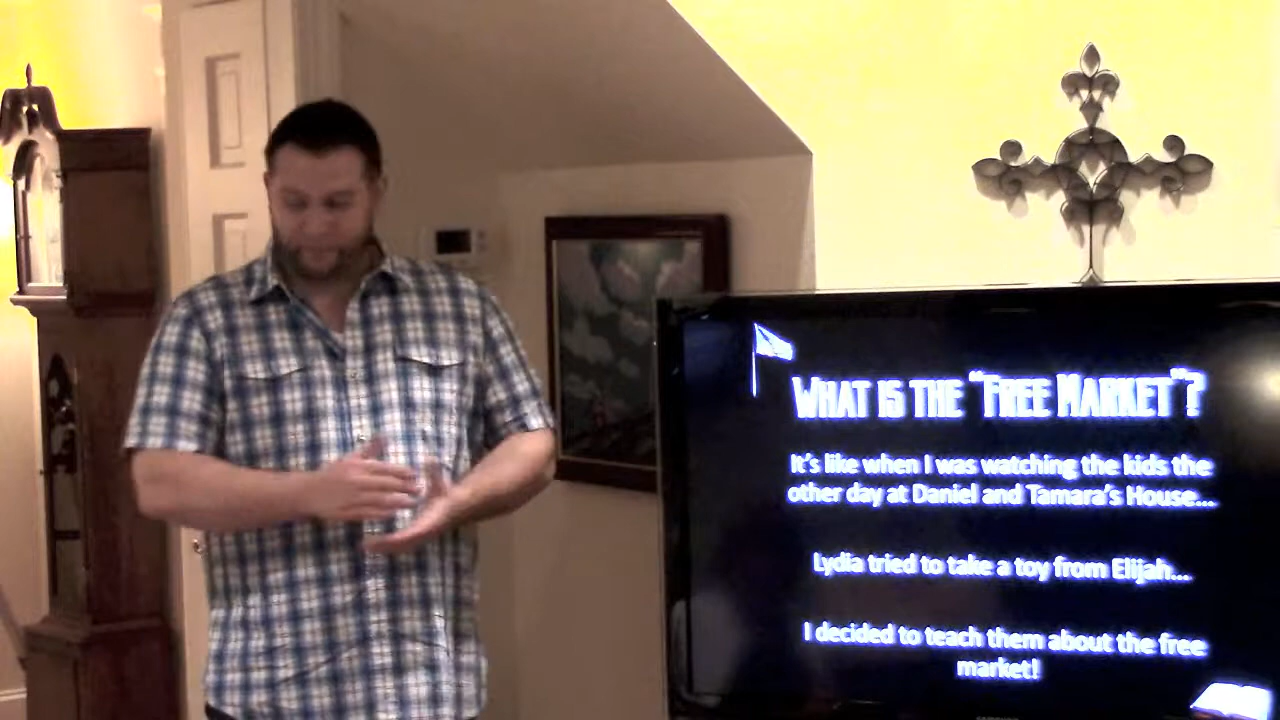 What is the “Free Market”?
It’s like when I was watching the kids the
other day at Daniel and Tamara’s House...
Lydia tried to take a toy from Elijah...
I decided to teach them about the free
market!